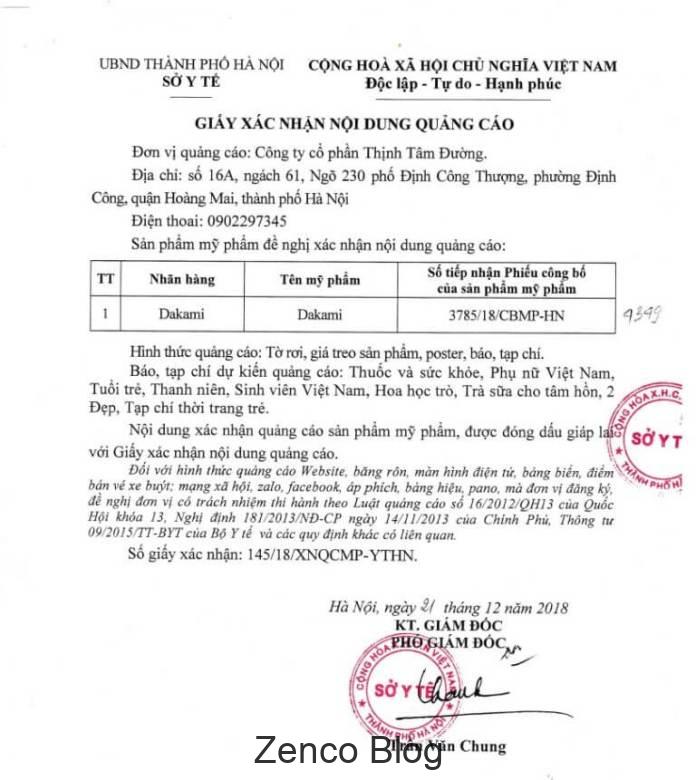 UBND THÀNH PHỐ HÀ NỘI
SỞ Y TẾ
CỘNG HOÀ XÃ HỘI CHỦ NGHĨA VIỆT NAM
Độc lập - Tự do - Hạnh phúc
GIẤY XÁC NHẬN NỘI DUNG QUẢNG CÁO
Đơn vị quảng cáo: Công ty cổ phần Thịnh Tâm Đường.
Địa chỉ: số 16A, ngách 61, Ngõ 230 phố Định Công Thượng, phường Định
Công, quận Hoàng Mai, thành phố Hà Nội
Điện thoai: 0902297345
Sản phẩm mỹ phẩm đề nghị xác nhận nội dung quảng cáo:
TT Nhãn hàng Tên mỹ phẩm Số tiếp nhận Phiếu công bố
của sản phẩm mỹ phẩm
1 Dakami Dakami 3785/18/CBMP-HN
9349
Hình thức quảng cáo: Tờ rơi, giá treo sản phẩm, poster, báo, tạp chí.
Báo, tạp chí dự kiến quảng cáo: Thuốc và sức khỏe, Phụ nữ Việt Nam,
Tuổi trẻ, Thanh niên, Sinh viên Việt Nam, Hoa học trò, Trà sữa cho tâm hồn, 2
Đẹp, Tạp chí thời trang trẻ.
Nội dung xác nhận quảng cáo sản phẩm mỹ phẩm, được đóng dấu giáp lai
với Giấy xác nhận nội dung quảng cáo.
Đối với hình thức quảng cáo Website, băng rôn, màn hình điện tử, bảng biển, điểm
bán vé xe buýt; mạng xã hội, zalo, facebook, áp phích, bảng hiệu, pano, mà đơn vị đăng ký,
đề nghị đơn vị có trách nhiệm thi hành theo Luật quảng cáo số 16/2012/QH13 của Quốc
Hội khóa 13, Nghị định 181/2013/NĐ-CP ngày 14/11/2013 của Chính Phủ, Thông tư
09/2015/TT-BYT của Bộ Y tế và các quy định khác có liên quan.
Số giấy xác nhận: 145/18/XNQCMP-YTHN.
CỘNG HÒA X.H.C.
SỞ Y T
THÀNH PHỐ H
Hà Nội, ngày 21 tháng 12 năm 2018
KT. GIÁM ĐỐC
PHÓ GIÁM ĐỐC
SỞ Y TẾ
THÀNH PHỐ HÀ NỘI
Trần Văn Chung
Zenco Blog